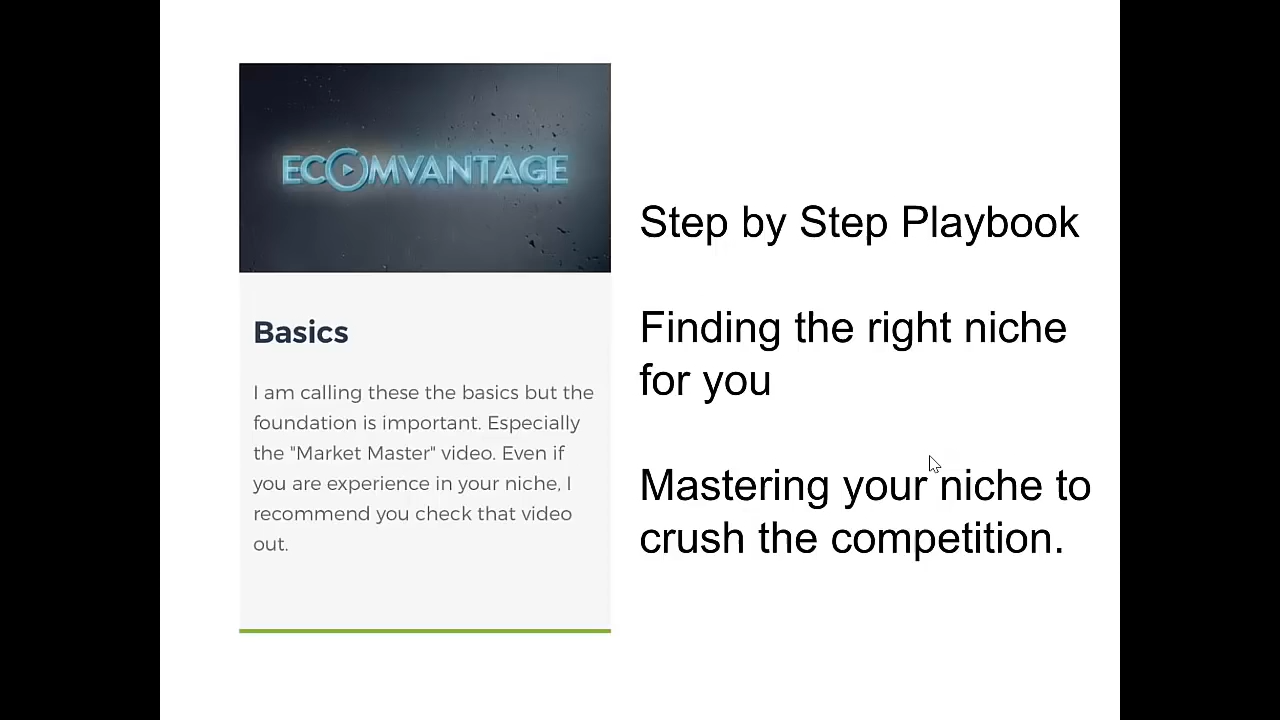 ECOMVANTAGE
Basics
I am calling these the basics but the
foundation is important. Especially
the "Market Master" video. Even if
you are experience in your niche, I
recommend you check that video
out.
Step by Step Playbook
Finding the right niche
for you
Mastering your niche to
crush the competition.